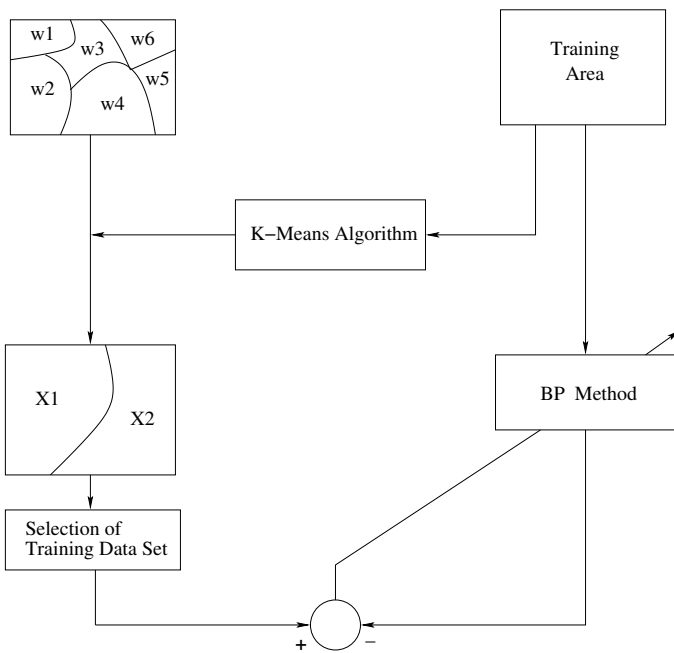 w1
w3
w6
w2
w4
w5
Training
Area
K−Means Algorithm
X1
X2
BP Method
Selection of
Training Data Set
+
−